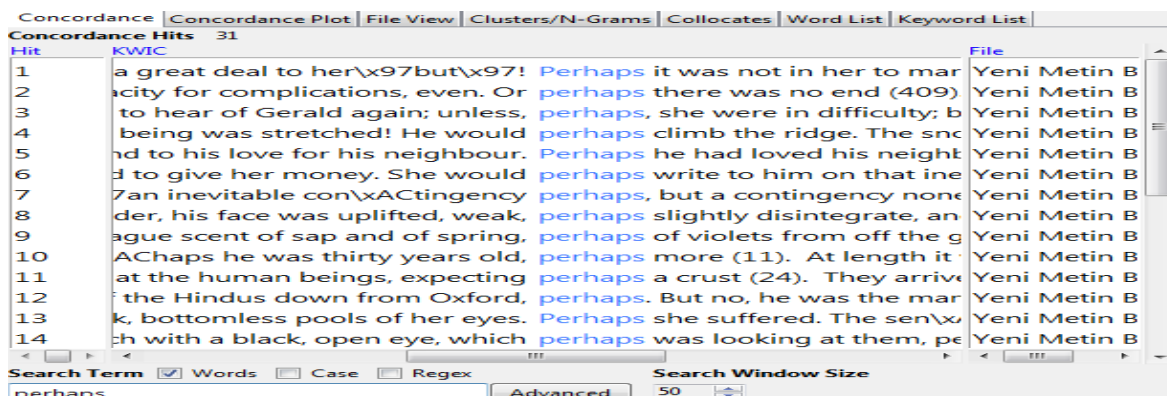 Concordance Concordance Plot File View Clusters/N-Grams Collocates Word List Keyword List
Concordance Hits 31
Hit KWIC File
1 a great deal to her\x97but\x97! Perhaps it was not in her to mar Yeni Metin B
2 acity for complications, even. Or perhaps there was no end (409) Yeni Metin B
3 to hear of Gerald again; unless, perhaps, she were in difficulty; b Yeni Metin B
4 being was stretched! He would perhaps climb the ridge. The sno Yeni Metin B
5 nd to his love for his neighbour. Perhaps he had loved his neighb Yeni Metin B
6 d to give her money. She would perhaps write to him on that ine Yeni Metin B
7 7an inevitable con\xACtingency perhaps, but a contingency none Yeni Metin B
8 der, his face was uplifted, weak, perhaps slightly disintegrate, an Yeni Metin B
9 ague scent of sap and of spring, perhaps of violets from off the g Yeni Metin B
10 AChaps he was thirty years old, perhaps more (11). At length it Yeni Metin B
11 at the human beings, expecting perhaps a crust (24). They arrive Yeni Metin B
12 f the Hindus down from Oxford, perhaps. But no, he was the mar Yeni Metin B
13 k, bottomless pools of her eyes. Perhaps she suffered. The sen\x Yeni Metin B
14 ch with a black, open eye, which perhaps was looking at them, pe Yeni Metin B
Search Term Words Case Regex Search Window Size
perhaps Advanced 50